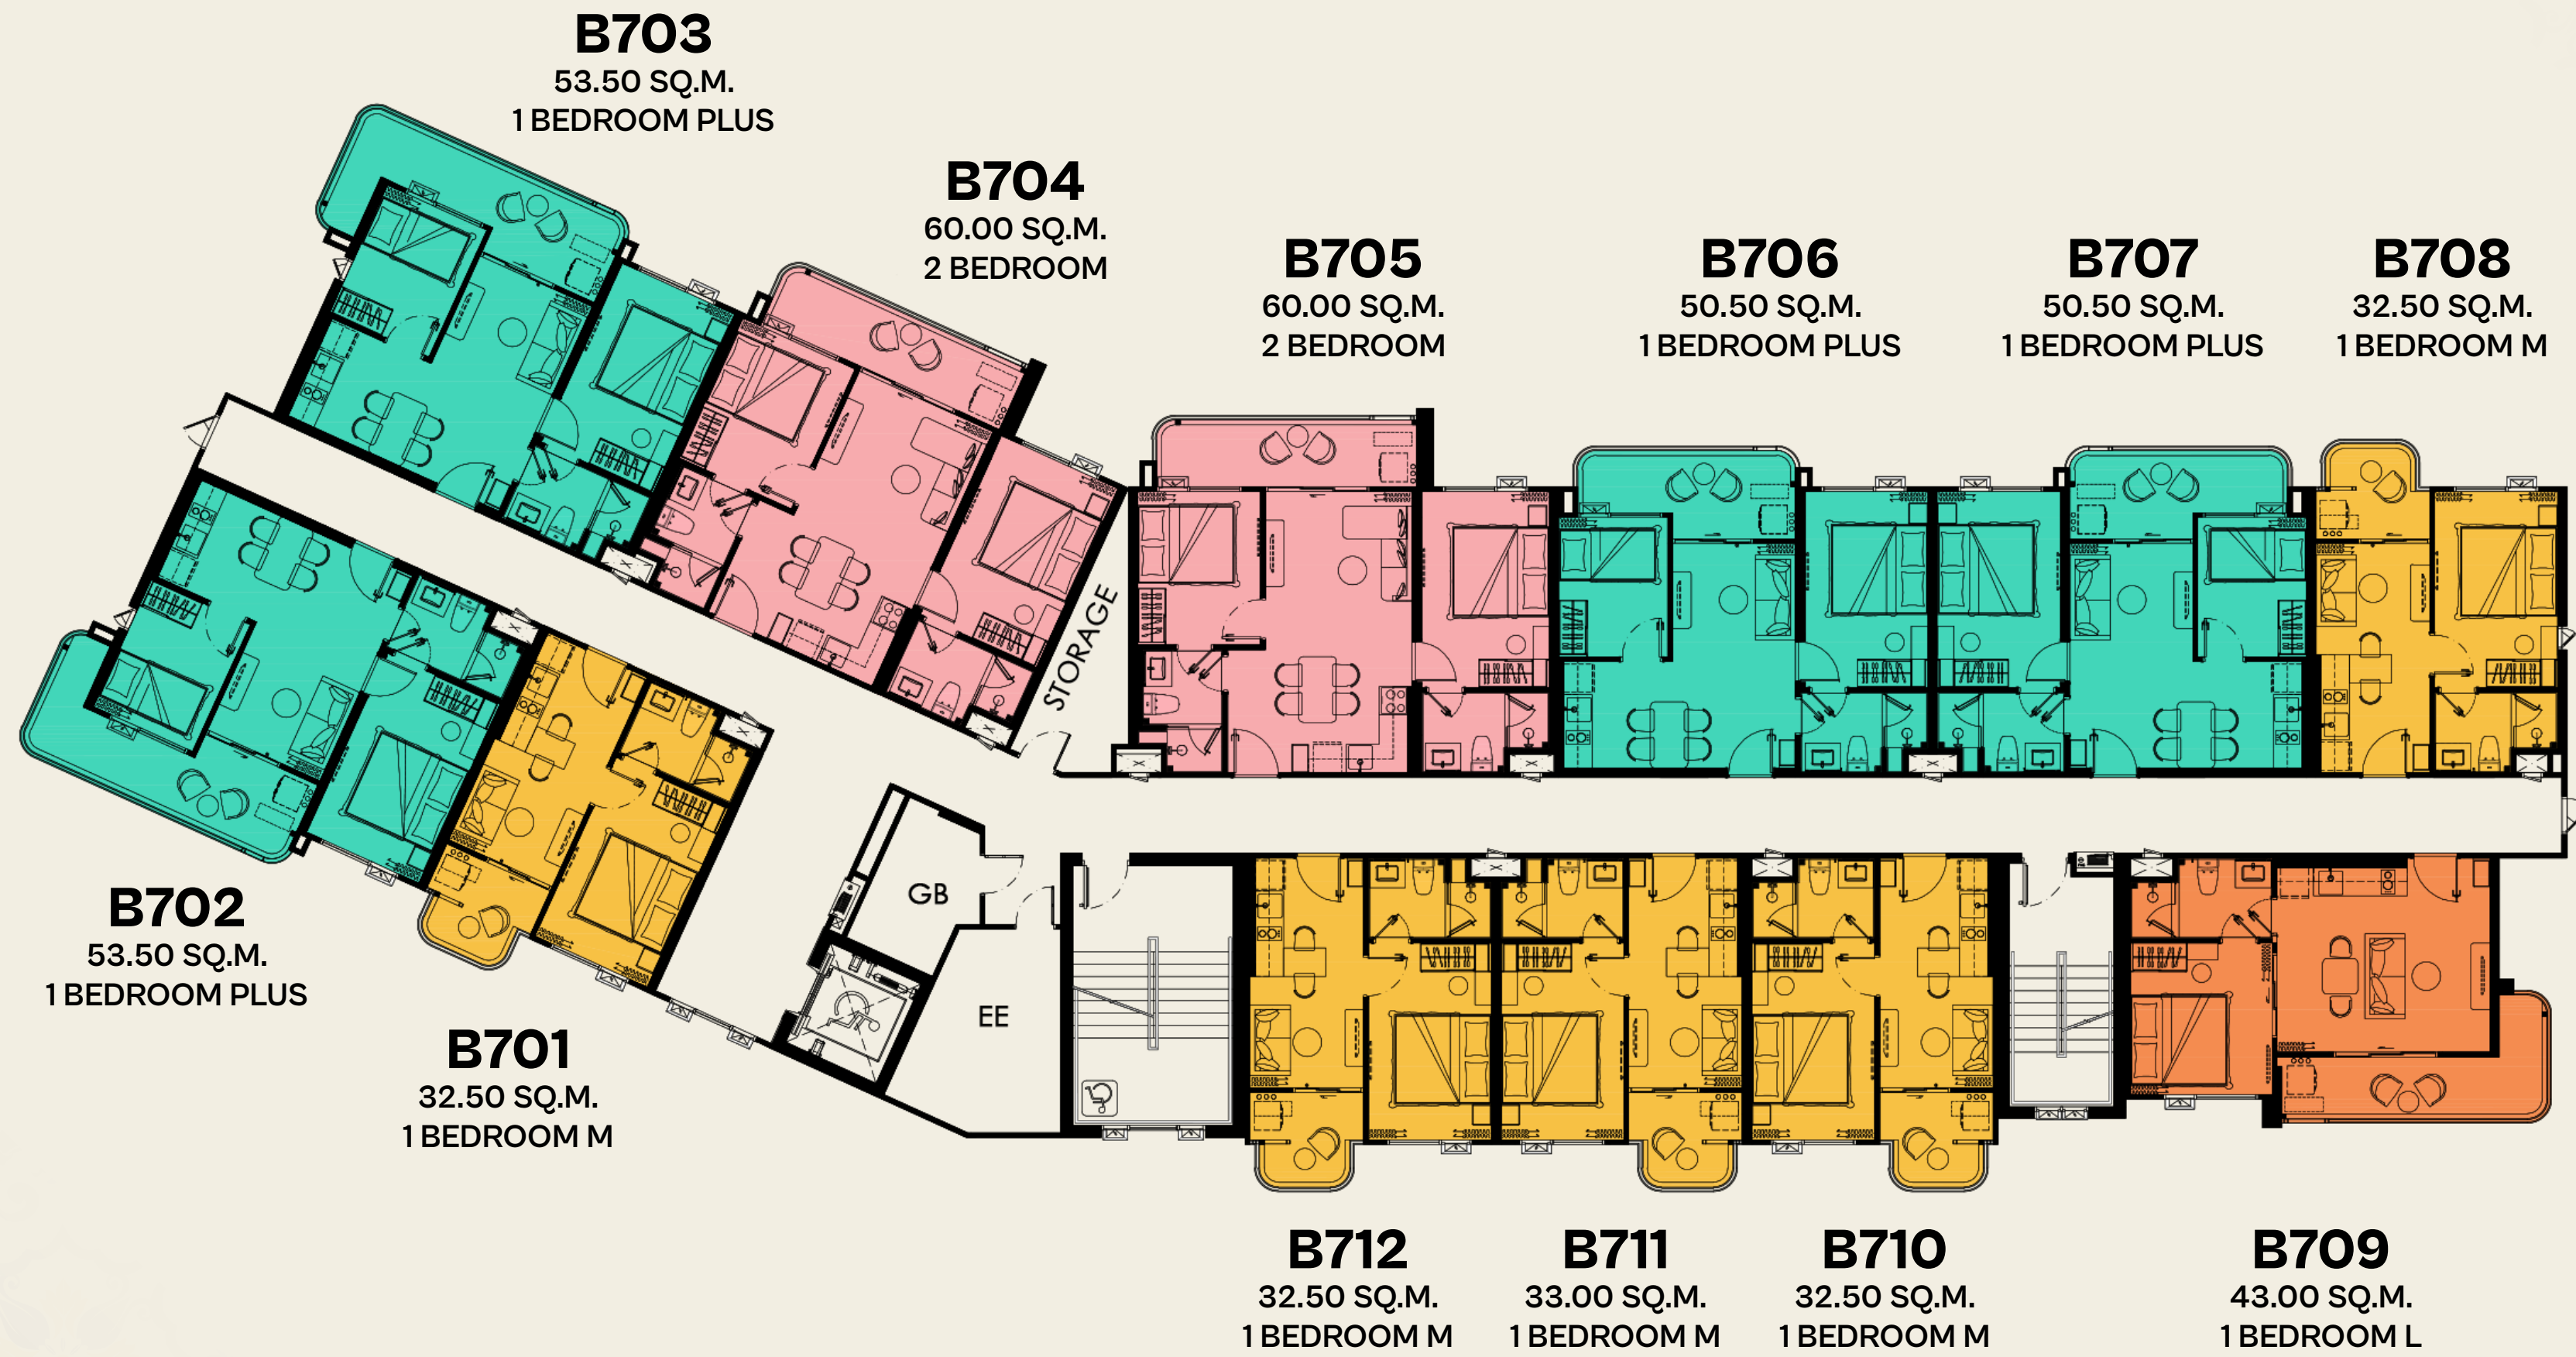 B703
53.50 SQ.M.
1 BEDROOM PLUS
B704
60.00 SQ.M.
2 BEDROOM
B705
60.00 SQ.M.
2 BEDROOM
B706
50.50 SQ.M.
1 BEDROOM PLUS
B707
50.50 SQ.M.
1 BEDROOM PLUS
B708
32.50 SQ.M.
1 BEDROOM M
STORAGE
GB
EE
B702
53.50 SQ.M.
1 BEDROOM PLUS
B701
32.50 SQ.M.
1 BEDROOM M
B712
32.50 SQ.M.
1 BEDROOM M
B711
33.00 SQ.M.
1 BEDROOM M
B710
32.50 SQ.M.
1 BEDROOM M
B709
43.00 SQ.M.
1 BEDROOM L